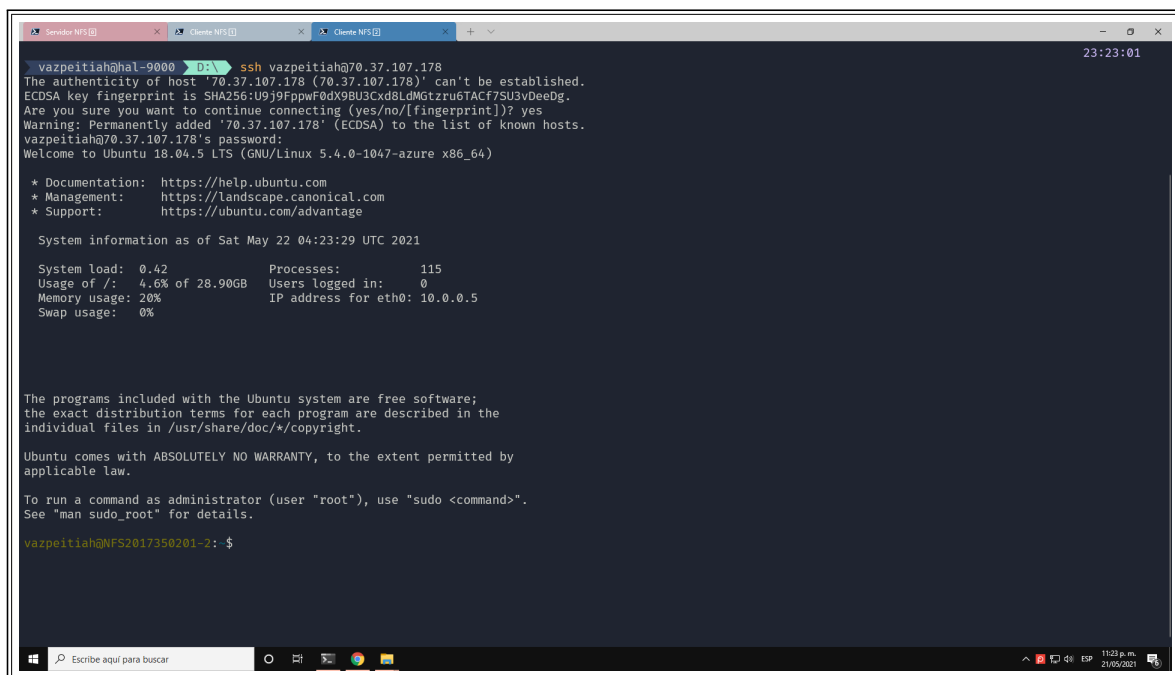 Servidor NFS [0] Cliente NFS [1] Cliente NFS [2]
23:23:01
vazpeitiah@hal-9000 D:\ ssh vazpeitiah@70.37.107.178
The authenticity of host '70.37.107.178 (70.37.107.178)' can't be established.
ECDSA key fingerprint is SHA256:U9j9FppwF0dX9BU3Cxd8LdMGtzru6TACf7SU3vDeeDg.
Are you sure you want to continue connecting (yes/no/[fingerprint])? yes
Warning: Permanently added '70.37.107.178' (ECDSA) to the list of known hosts.
vazpeitiah@70.37.107.178's password:
Welcome to Ubuntu 18.04.5 LTS (GNU/Linux 5.4.0-1047-azure x86_64)
* Documentation: https://help.ubuntu.com
* Management: https://landscape.canonical.com
* Support: https://ubuntu.com/advantage
System information as of Sat May 22 04:23:29 UTC 2021
System load: 0.42 Processes: 115
Usage of /: 4.6% of 28.90GB Users logged in: 0
Memory usage: 20% IP address for eth0: 10.0.0.5
Swap usage: 0%
The programs included with the Ubuntu system are free software;
the exact distribution terms for each program are described in the
individual files in /usr/share/doc/*/copyright.
Ubuntu comes with ABSOLUTELY NO WARRANTY, to the extent permitted by
applicable law.
To run a command as administrator (user "root"), use "sudo <command>".
See "man sudo_root" for details.
vazpeitiah@NFS2017350201-2:~$
Escribe aquí para buscar
ESP 11:23 p. m.
21/05/2021